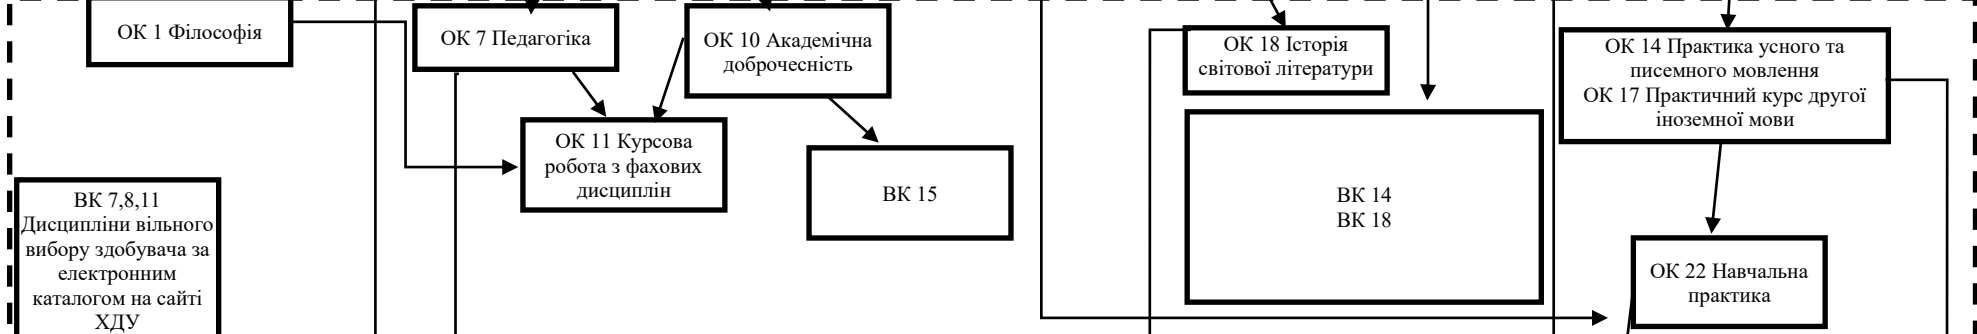 ОК 1 Філософія
ОК 7 Педагогіка
ОК 10 Академічна
доброчесність
ОК 11 Курсова
робота з фахових
дисциплін
ВК 15
ВК 7,8,11
Дисципліни вільного
вибору здобувача за
електронним
каталогом на сайті
ХДУ
ОК 18 Історія
світової літератури
ВК 14
ВК 18
ОК 14 Практика усного та
писемного мовлення
ОК 17 Практичний курс другої
іноземної мови
ОК 22 Навчальна
практика